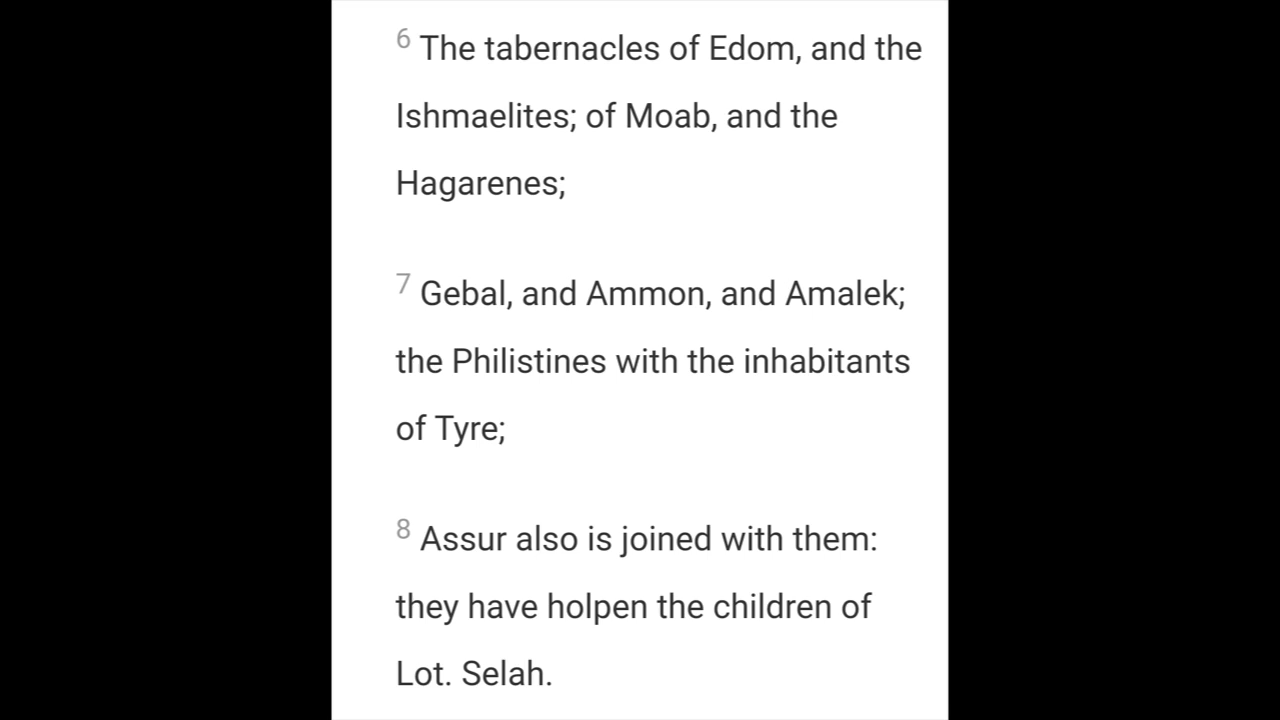 6 The tabernacles of Edom, and the
Ishmaelites; of Moab, and the
Hagarenes;
7 Gebal, and Ammon, and Amalek;
the Philistines with the inhabitants
of Tyre;
8 Assur also is joined with them:
they have holpen the children of
Lot. Selah.